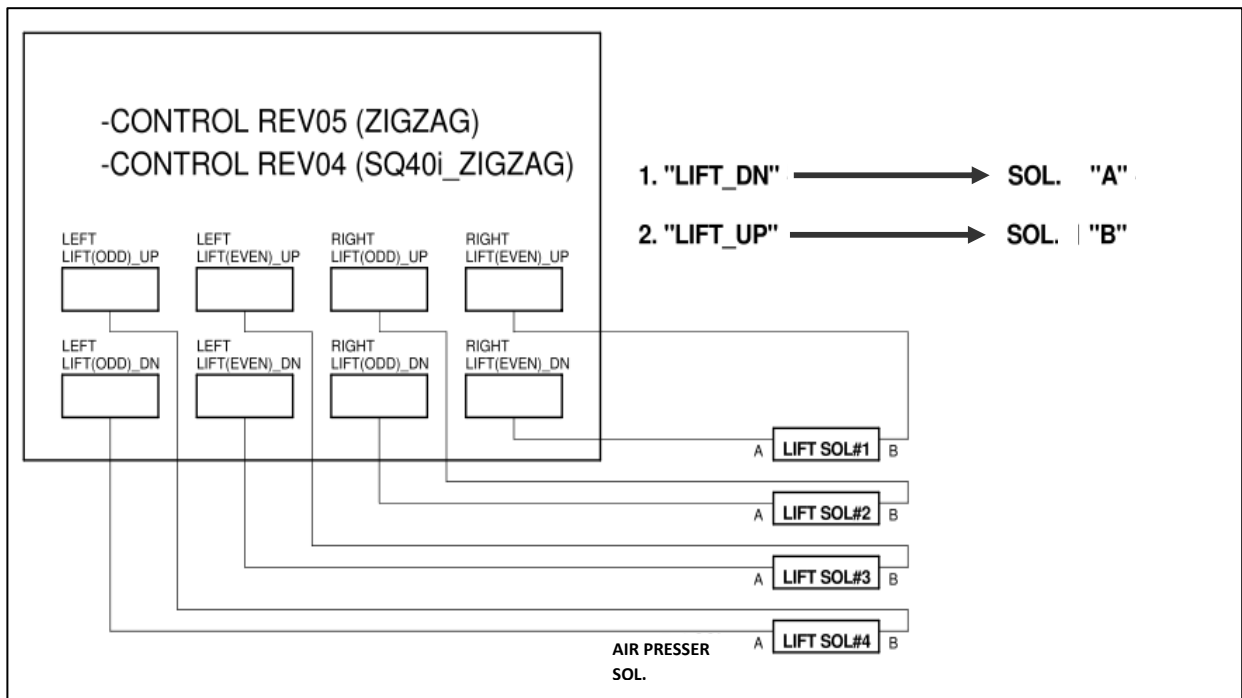 -CONTROL REV05 (ZIGZAG)
-CONTROL REV04 (SQ40i_ZIGZAG)
1. "LIFT_DN" SOL. "A"
2. "LIFT_UP" SOL. "B"
LEFT
LIFT(ODD)_UP
LEFT
LIFT(EVEN)_UP
RIGHT
LIFT(ODD)_UP
RIGHT
LIFT(EVEN)_UP
LEFT
LIFT(ODD)_DN
LEFT
LIFT(EVEN)_DN
RIGHT
LIFT(ODD)_DN
RIGHT
LIFT(EVEN)_DN
A LIFT SOL#1 B
A LIFT SOL#2 B
A LIFT SOL#3 B
A LIFT SOL#4 B
AIR PRESSER
SOL.